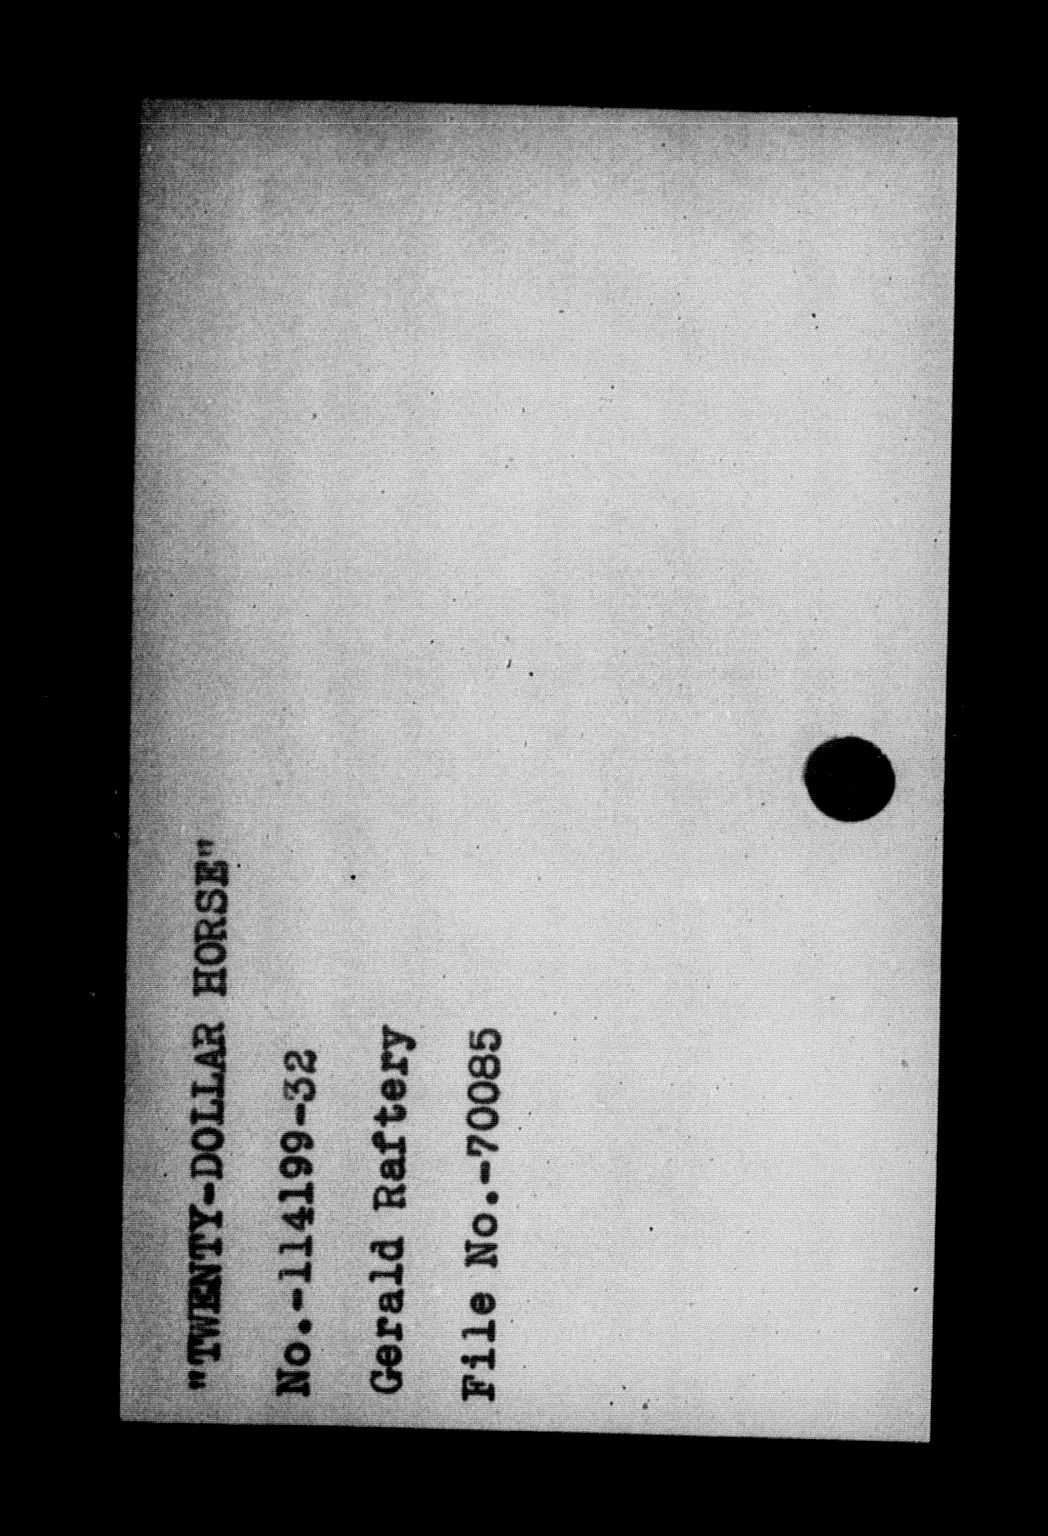 "TWENTY-DOLLAR HORSE"
No.-114199-32
Gerald Raftery
File No.-70085